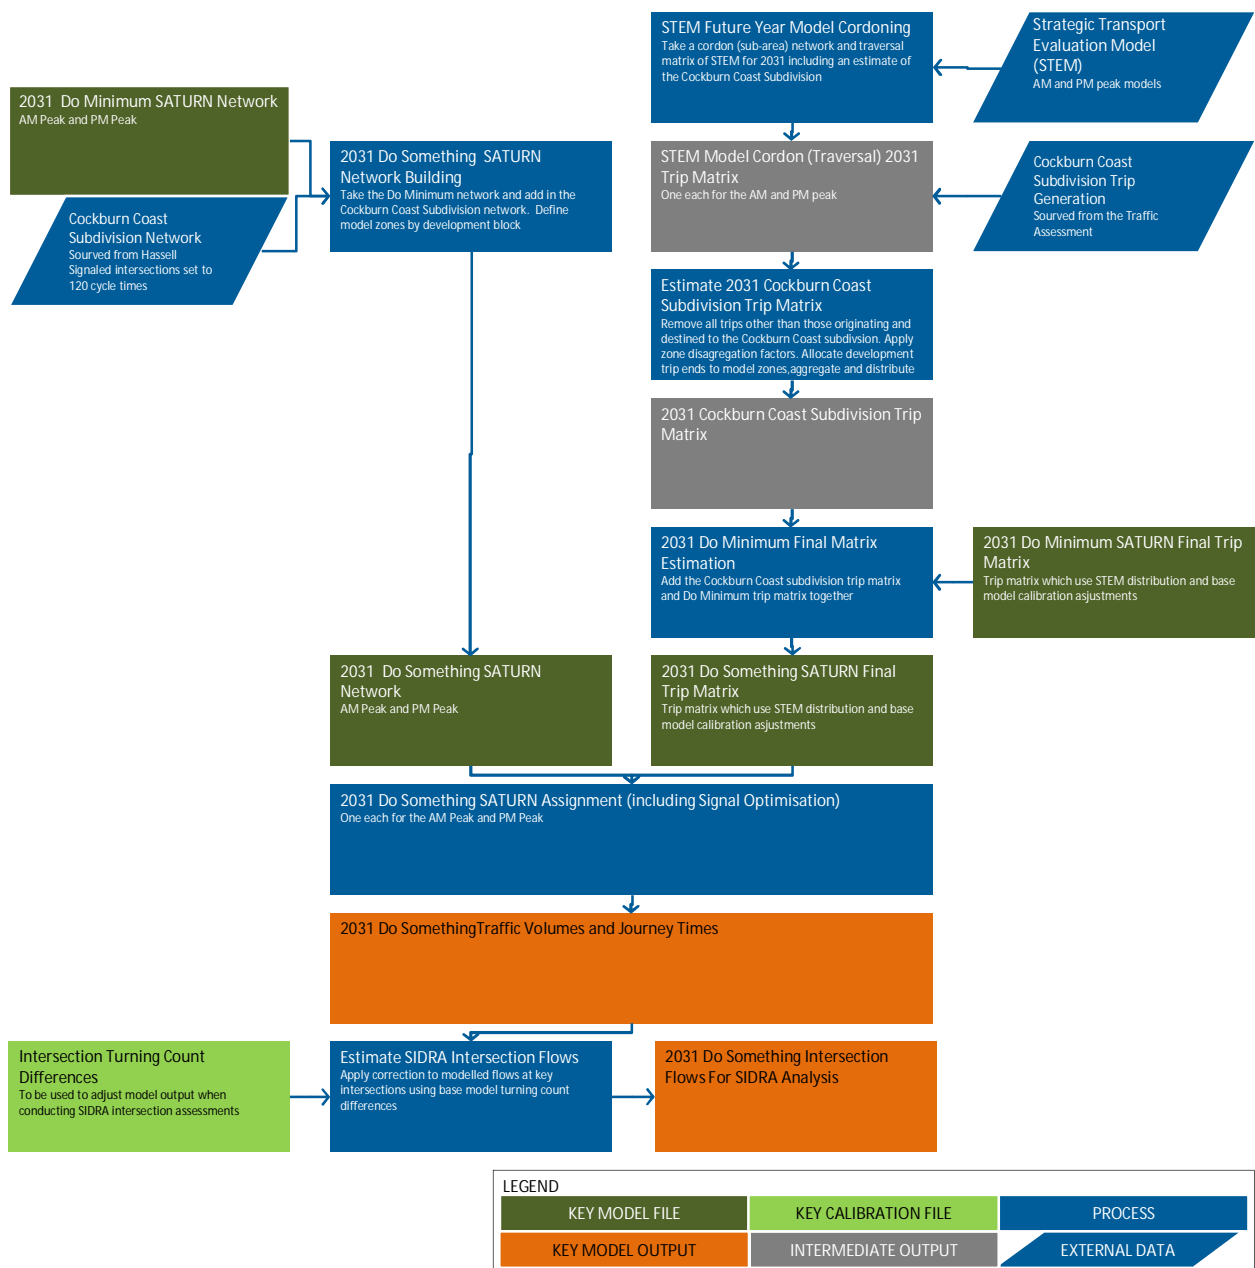 STEM Future Year Model Cordoning
Take a cordon (sub-area) network and traversal
matrix of STEM for 2031 including an estimate of
the Cockburn Coast Subdivision
Strategic Transport
Evaluation Model
(STEM)
AM and PM peak models
2031 Do Minimum SATURN Network
AM Peak and PM Peak
2031 Do Something SATURN
Network Building
Take the Do Minimum network and add in the
Cockburn Coast Subdivision network. Define
model zones by development block
STEM Model Cordon (Traversal) 2031
Trip Matrix
One each for the AM and PM peak
Cockburn Coast
Subdivision Trip
Generation
Sourved from the Traffic
Assessment
Cockburn Coast
Subdivision Network
Sourved from Hassell
Signaled intersections set to
120 cycle times
Estimate 2031 Cockburn Coast
Subdivision Trip Matrix
Remove all trips other than those originating and
destined to the Cockburn Coast subdivsion. Apply
zone disagregation factors. Allocate development
trip ends to model zones,aggregate and distribute
2031 Cockburn Coast Subdivision Trip
Matrix
2031 Do Minimum Final Matrix
Estimation
Add the Cockburn Coast subdivision trip matrix
and Do Minimum trip matrix together
2031 Do Minimum SATURN Final Trip
Matrix
Trip matrix which use STEM distribution and base
model calibration asjustments
2031 Do Something SATURN
Network
AM Peak and PM Peak
2031 Do Something SATURN Final
Trip Matrix
Trip matrix which use STEM distribution and base
model calibration asjustments
2031 Do Something SATURN Assignment (including Signal Optimisation)
One each for the AM Peak and PM Peak
2031 Do SomethingTraffic Volumes and Journey Times
Intersection Turning Count
Differences
To be used to adjust model output when
conducting SIDRA intersection assessments
Estimate SIDRA Intersection Flows
Apply correction to modelled flows at key
intersections using base model turning count
differences
2031 Do Something Intersection
Flows For SIDRA Analysis
LEGEND
KEY MODEL FILE
KEY CALIBRATION FILE
PROCESS
KEY MODEL OUTPUT
INTERMEDIATE OUTPUT
EXTERNAL DATA